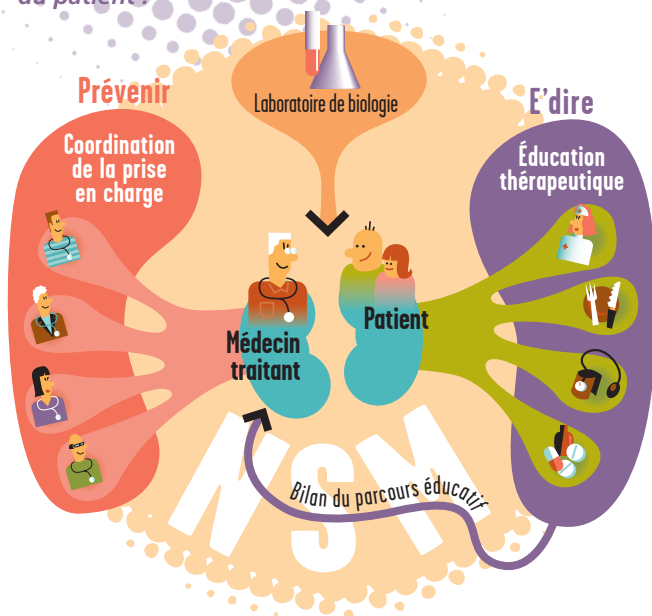 du patient :
Prévenir
Laboratoire de biologie
E'dire
Coordination
de la prise
en charge
Éducation
thérapeutique
Médecin
traitant
Patient
NSM
Bilan du parcours éducatif